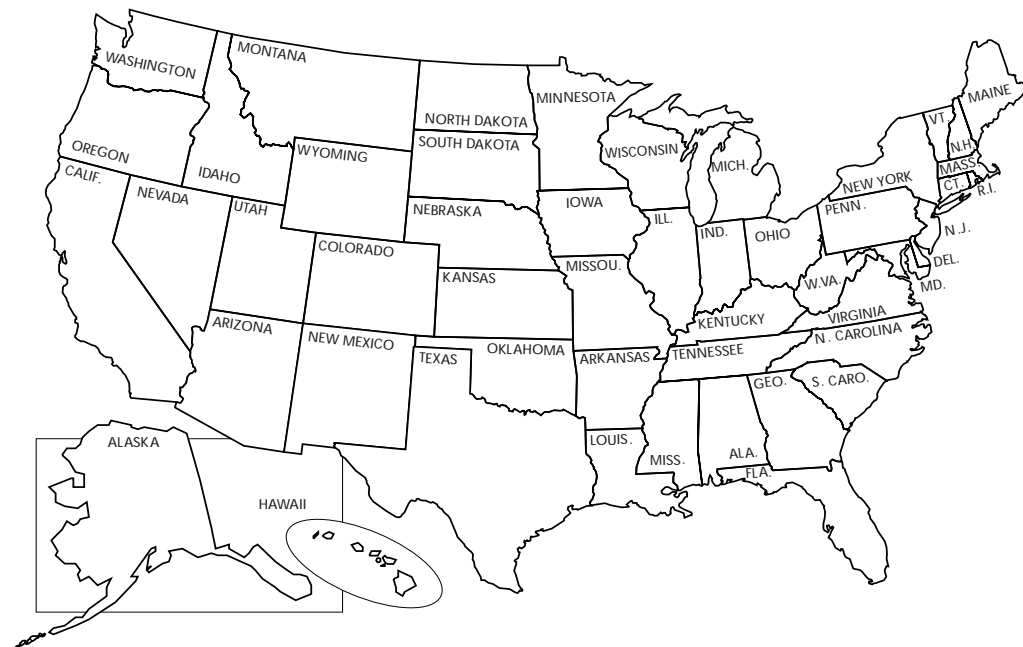 WASHINGTON
MONTANA
NORTH DAKOTA
MINNESOTA
MAINE
VT.
N.H.
OREGON
IDAHO
WYOMING
SOUTH DAKOTA
WISCONSIN
MICH.
NEW YORK
MASS.
CT.
R.I.
CALIF.
NEVADA
UTAH
NEBRASKA
IOWA
ILL.
IND.
OHIO
PENN.
N.J.
COLORADO
KANSAS
MISSOU.
W.VA.
DEL.
MD.
KENTUCKY
VIRGINIA
ARIZONA
NEW MEXICO
TEXAS
OKLAHOMA
ARKANSAS
TENNESSEE
N. CAROLINA
GEO.
S. CARO.
LOUIS.
MISS.
ALA.
FLA.
ALASKA
HAWAII